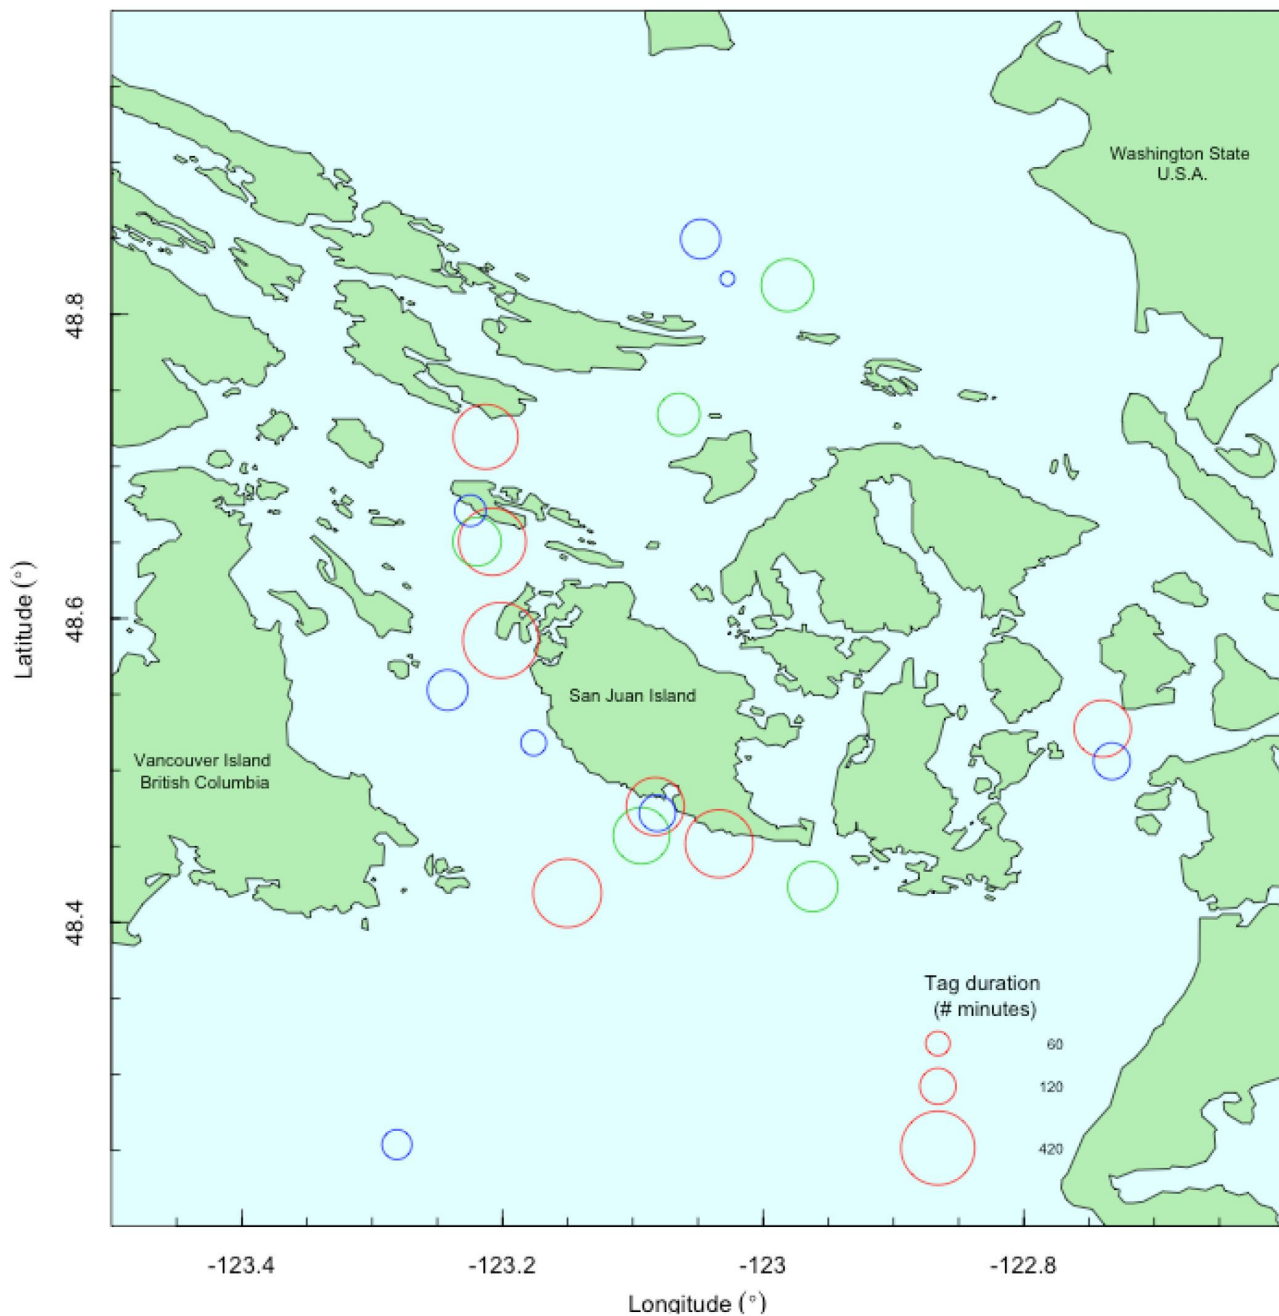 Washington State
U.S.A.
48.8
48.6
48.4
Latitude (°)
San Juan Island
Vancouver Island
British Columbia
Tag duration
(# minutes)
60
120
420
-123.4
-123.2
-123
-122.8
Longitude (°)